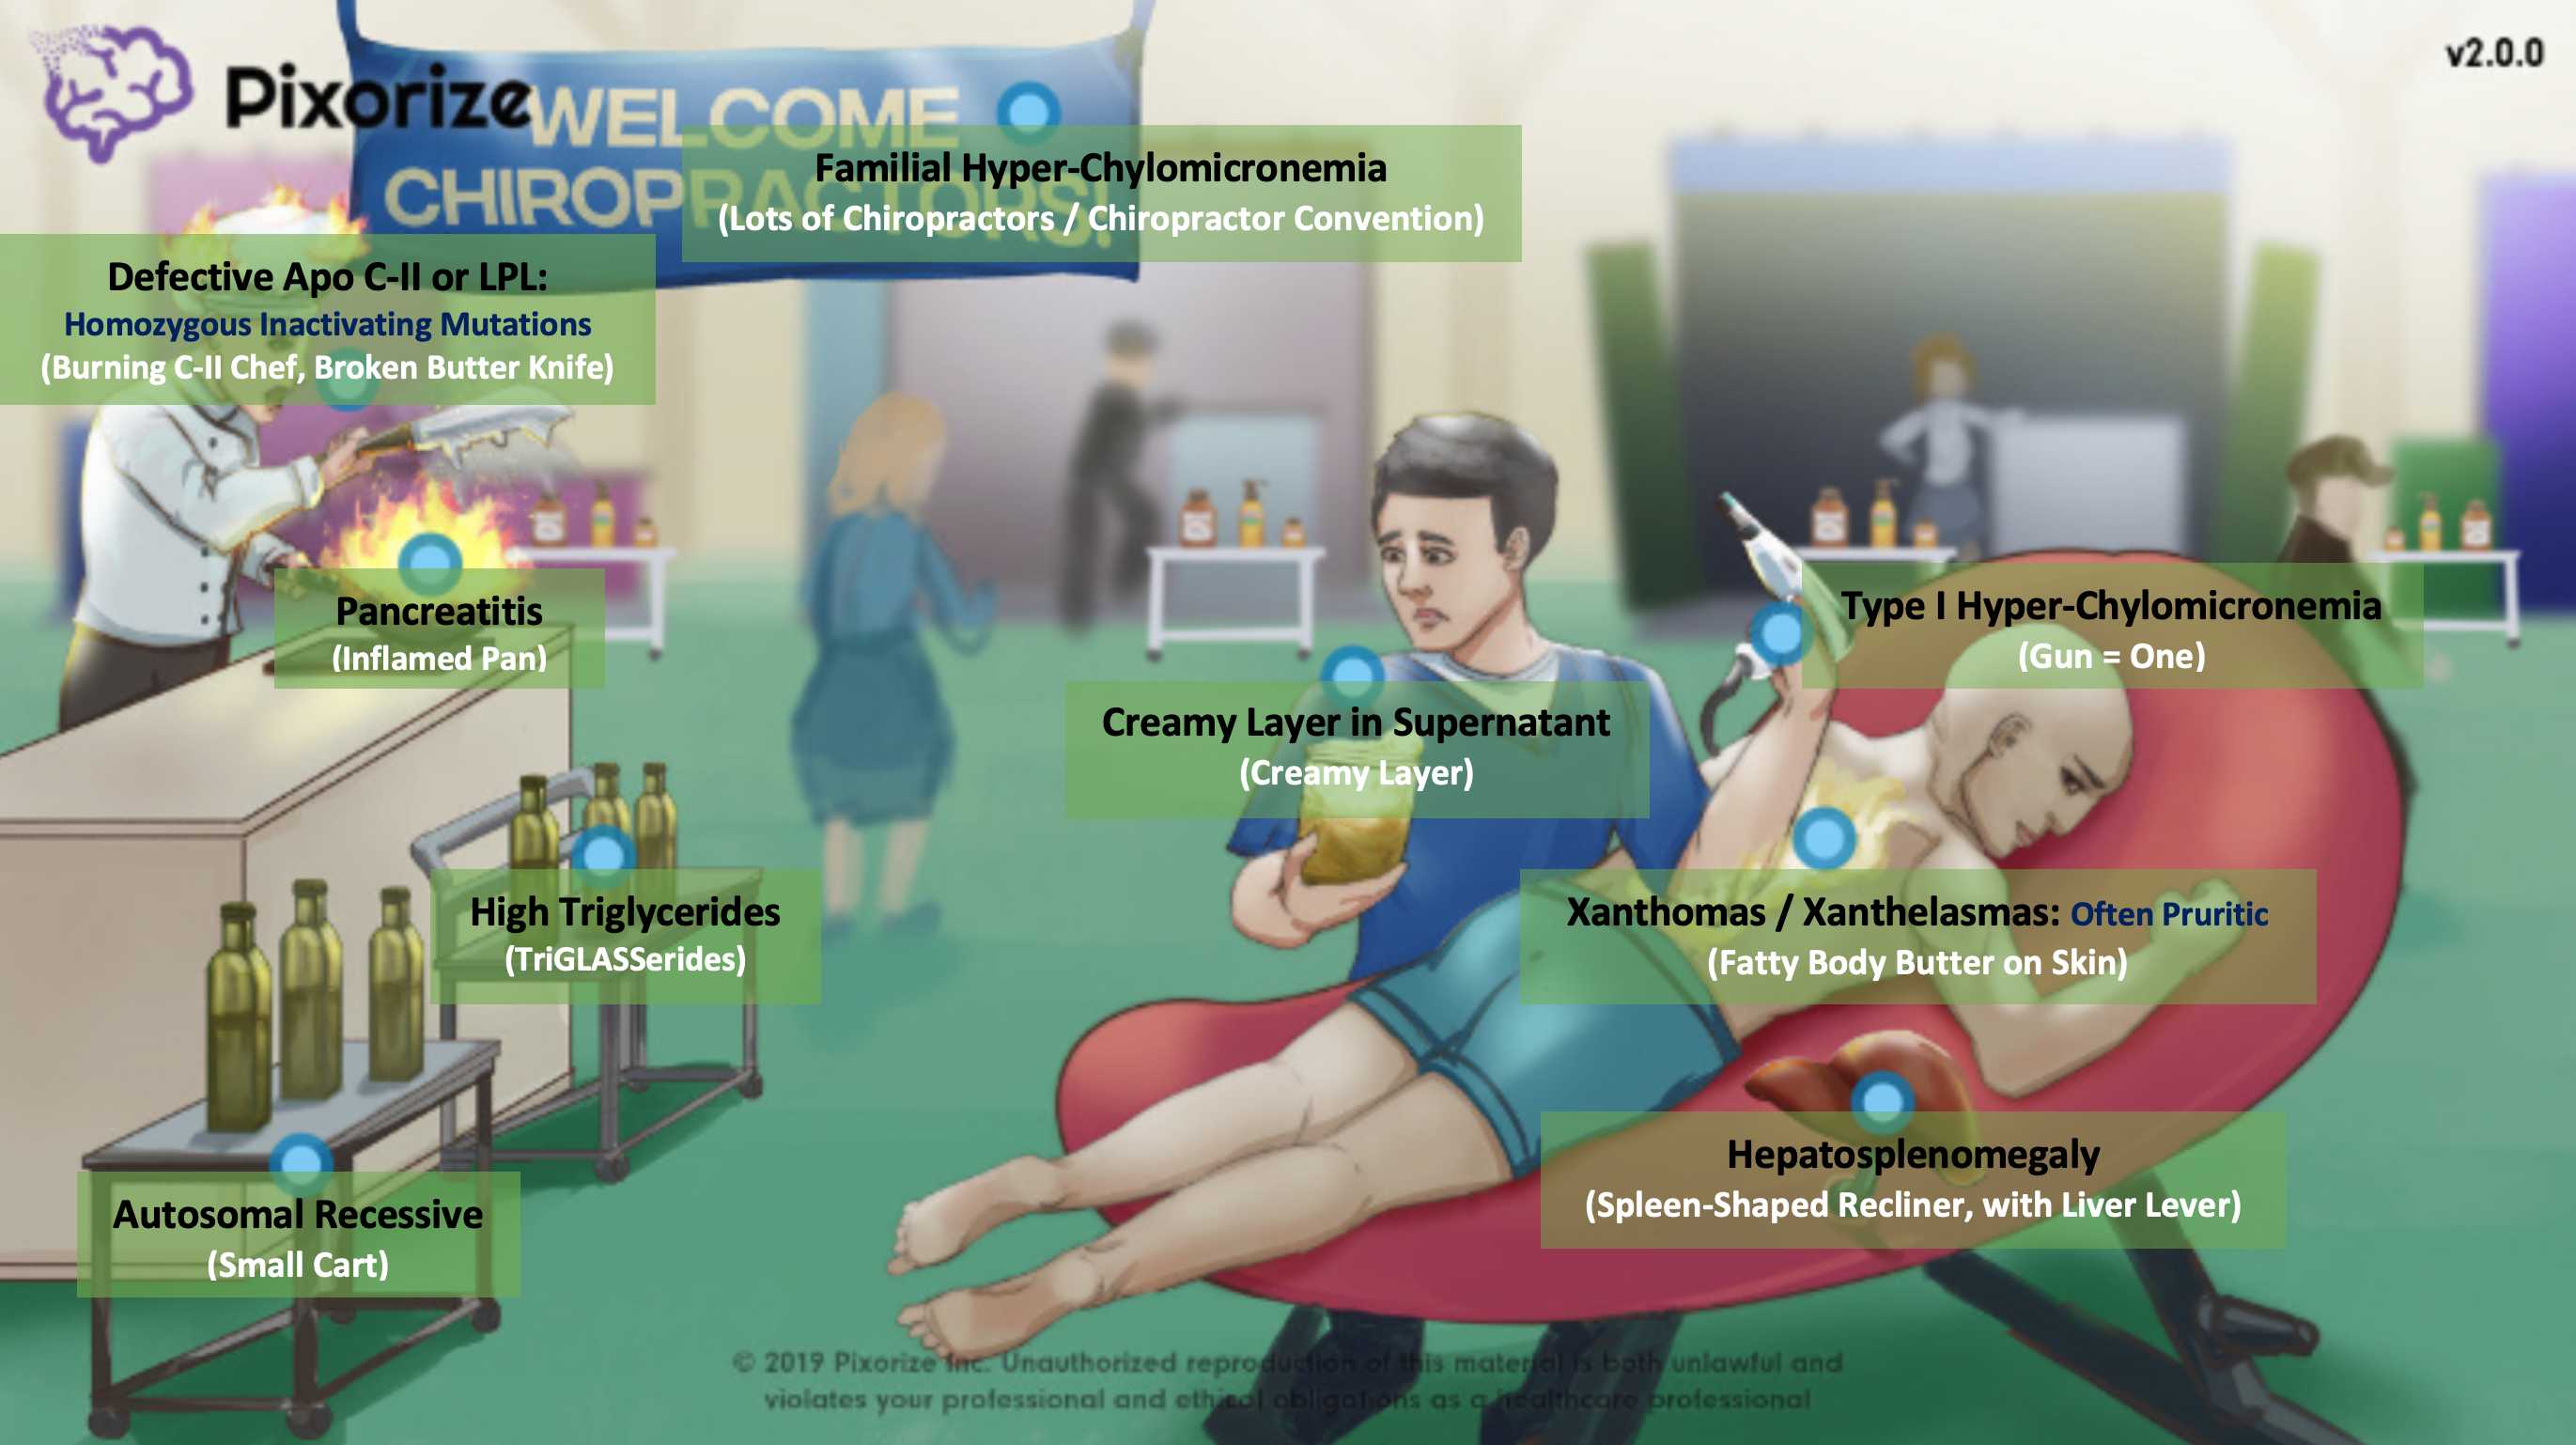 Pixorize
v2.0.0
WELCOME
CHIROPRACTORS!
Familial Hyper-Chylomicronemia
(Lots of Chiropractors / Chiropractor Convention)
Defective Apo C-II or LPL:
Homozygous Inactivating Mutations
(Burning C-II Chef, Broken Butter Knife)
Pancreatitis
(Inflamed Pan)
Type I Hyper-Chylomicronemia
(Gun = One)
Creamy Layer in Supernatant
(Creamy Layer)
High Triglycerides
(TriGLASSerides)
Xanthomas / Xanthelasmas: Often Pruritic
(Fatty Body Butter on Skin)
Hepatosplenomegaly
(Spleen-Shaped Recliner, with Liver Lever)
Autosomal Recessive
(Small Cart)
© 2019 Pixorize Inc. Unauthorized reproduction of this material is both unlawful and
violates your professional and ethical obligations as a healthcare professional